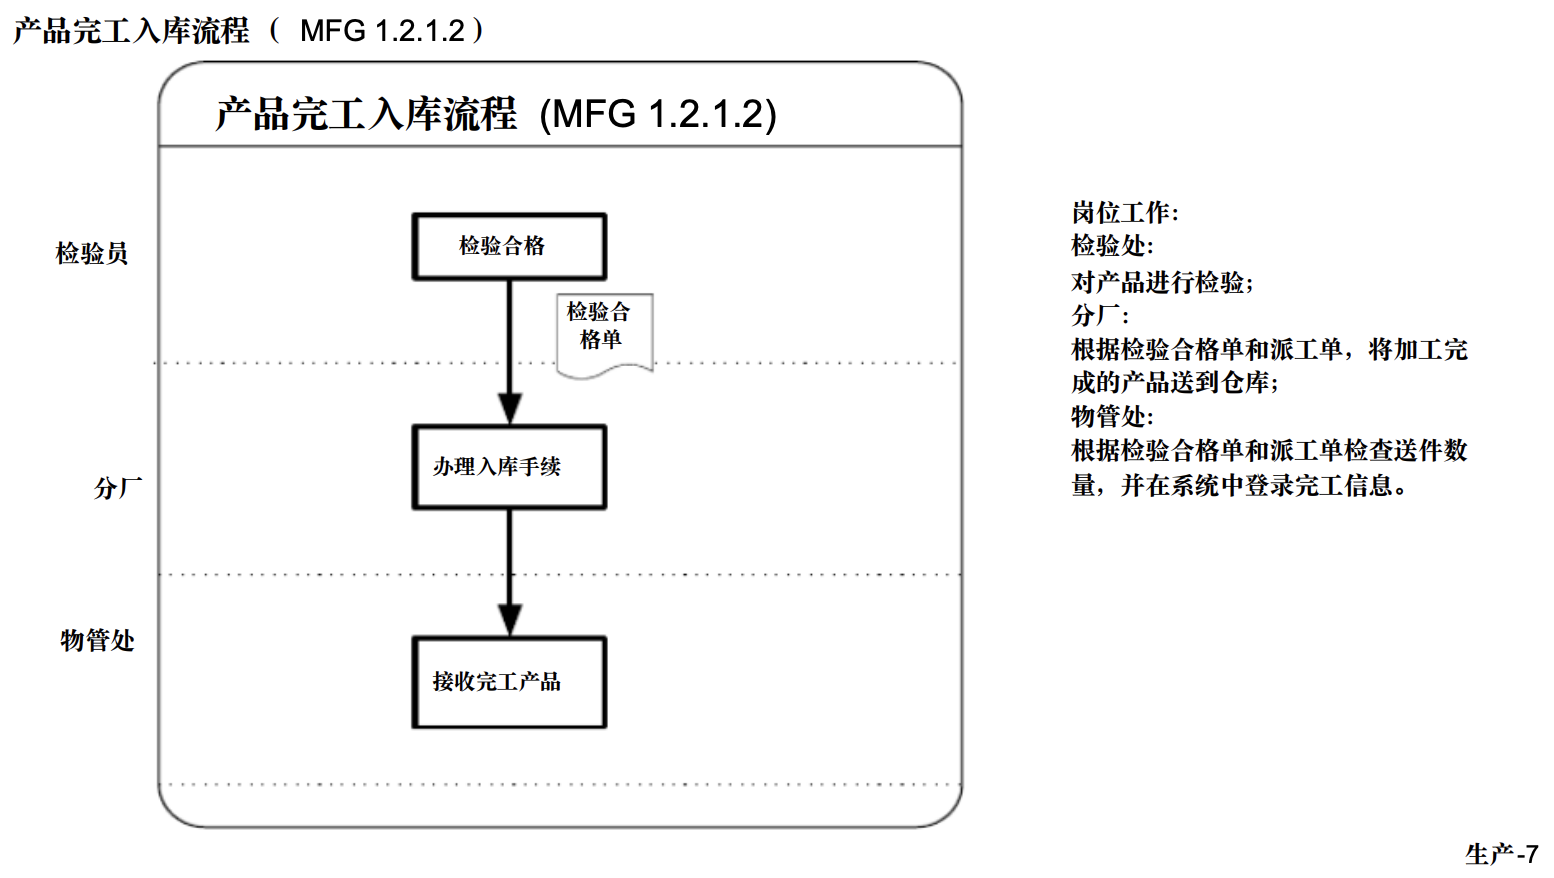 产品完工入库流程（ MFG 1.2.1.2）
产品完工入库流程 (MFG 1.2.1.2)
检验员
检验合格
检验合
格单
分厂
办理入库手续
物管处
接收完工产品
岗位工作：
检验处：
对产品进行检验；
分厂：
根据检验合格单和派工单，将加工完
成的产品送到仓库；
物管处：
根据检验合格单和派工单检查送件数
量，并在系统中登录完工信息。
生产-7